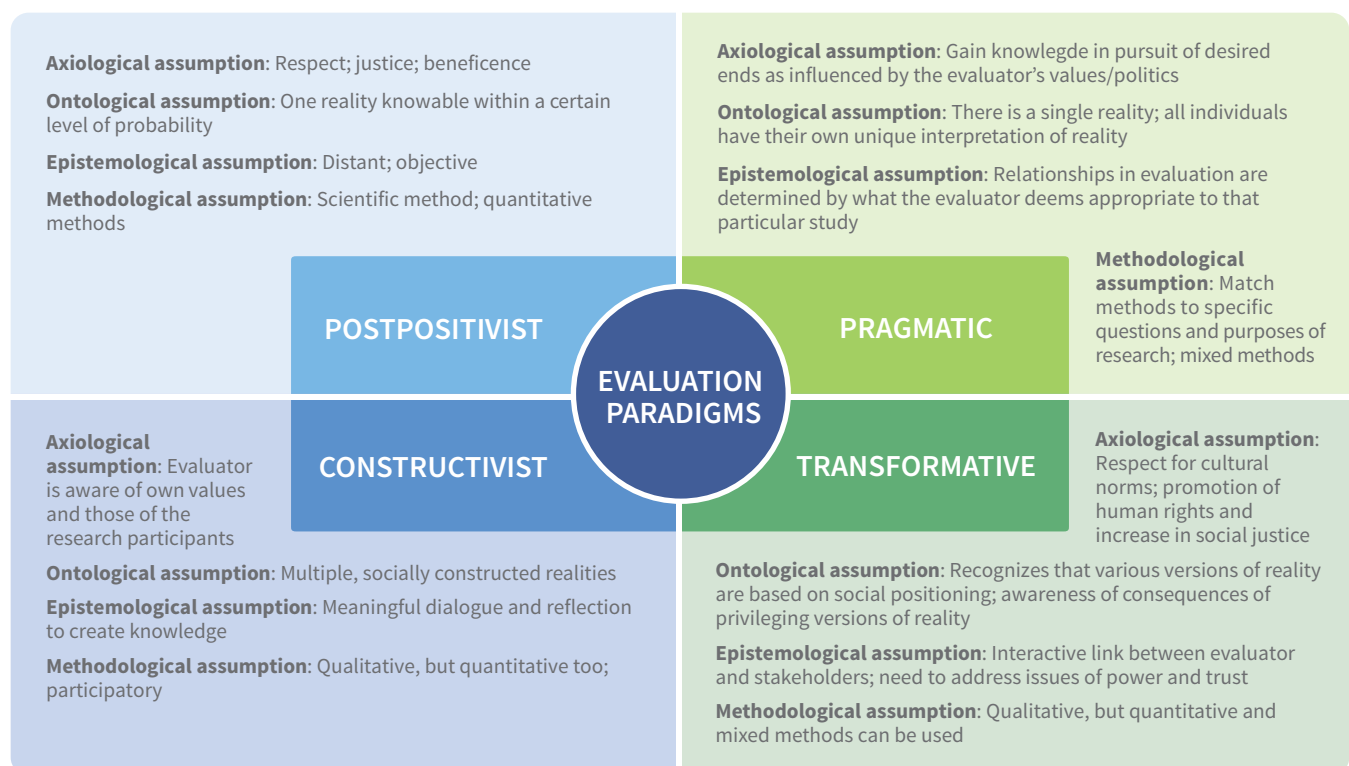 Axiological assumption: Respect; justice; beneficence
Ontological assumption: One reality knowable within a certain
level of probability
Epistemological assumption: Distant; objective
Methodological assumption: Scientific method; quantitative
methods
POSTPOSITIVIST
Axiological assumption: Gain knowlegde in pursuit of desired
ends as influenced by the evaluator’s values/politics
Ontological assumption: There is a single reality; all individuals
have their own unique interpretation of reality
Epistemological assumption: Relationships in evaluation are
determined by what the evaluator deems appropriate to that
particular study
Methodological
assumption: Match
methods to specific
questions and purposes of
research; mixed methods
PRAGMATIC
EVALUATION
PARADIGMS
CONSTRUCTIVIST
Axiological
assumption: Evaluator
is aware of own values
and those of the
research participants
Ontological assumption: Multiple, socially constructed realities
Epistemological assumption: Meaningful dialogue and reflection
to create knowledge
Methodological assumption: Qualitative, but quantitative too;
participatory
TRANSFORMATIVE
Axiological assumption:
Respect for cultural
norms; promotion of
human rights and
increase in social justice
Ontological assumption: Recognizes that various versions of reality
are based on social positioning; awareness of consequences of
privileging versions of reality
Epistemological assumption: Interactive link between evaluator
and stakeholders; need to address issues of power and trust
Methodological assumption: Qualitative, but quantitative and
mixed methods can be used